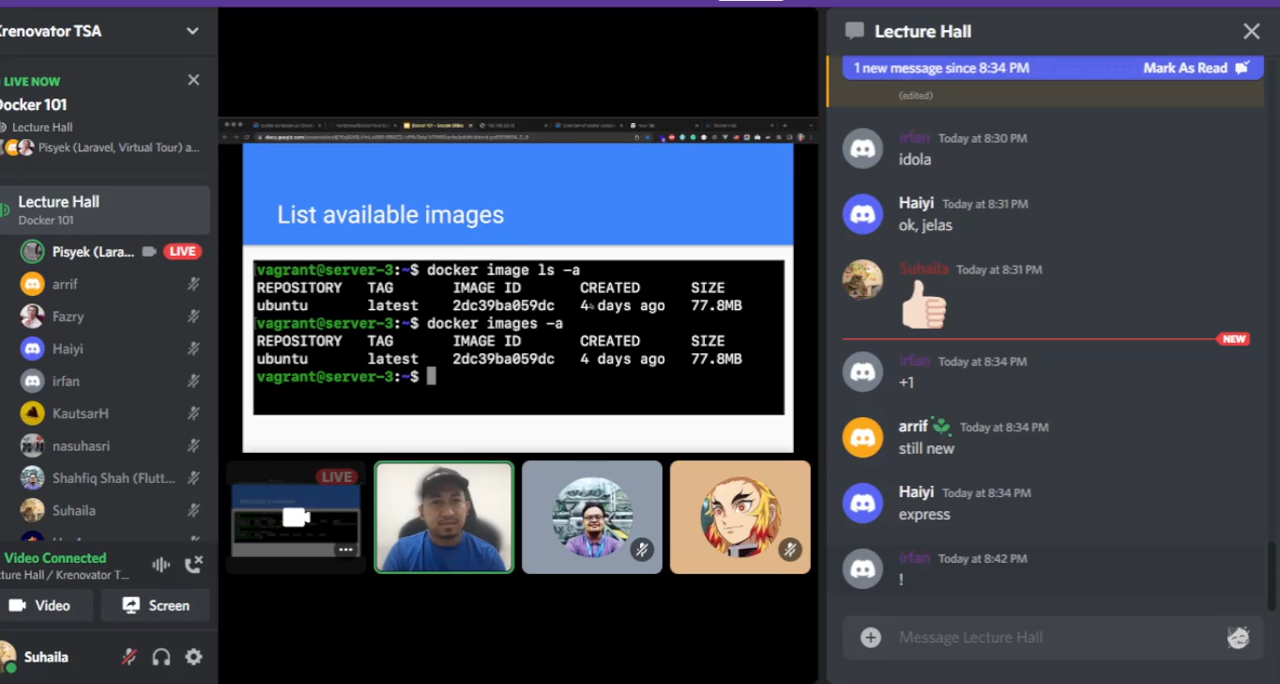 Krenovator TSA
LIVE NOW
Docker 101
Lecture Hall
Pisyek (Laravel, Virtual Tour) a...
Lecture Hall
Docker 101
Pisyek (Lara...
LIVE
arrif
Fazry
Haiyi
irfan
KautsarH
nasuhasri
Shahfiq Shah (Flutt...
Suhaila
Video Connected
cture Hall / Krenovator T...
Video
Screen
Suhaila
List available images
vagrant@server-3:~$ docker image ls -a
REPOSITORY TAG IMAGE ID CREATED SIZE
ubuntu latest 2dc39ba059dc 4 days ago 77.8MB
vagrant@server-3:~$ docker images -a
REPOSITORY TAG IMAGE ID CREATED SIZE
ubuntu latest 2dc39ba059dc 4 days ago 77.8MB
vagrant@server-3:~$
LIVE
Lecture Hall
1 new message since 8:34 PM Mark As Read
(edited)
irfan Today at 8:30 PM
idola
Haiyi Today at 8:31 PM
ok, jelas
Suhaila Today at 8:31 PM
NEW
irfan Today at 8:34 PM
+1
arrif Today at 8:34 PM
still new
Haiyi Today at 8:34 PM
express
irfan Today at 8:42 PM
!
Message Lecture Hall